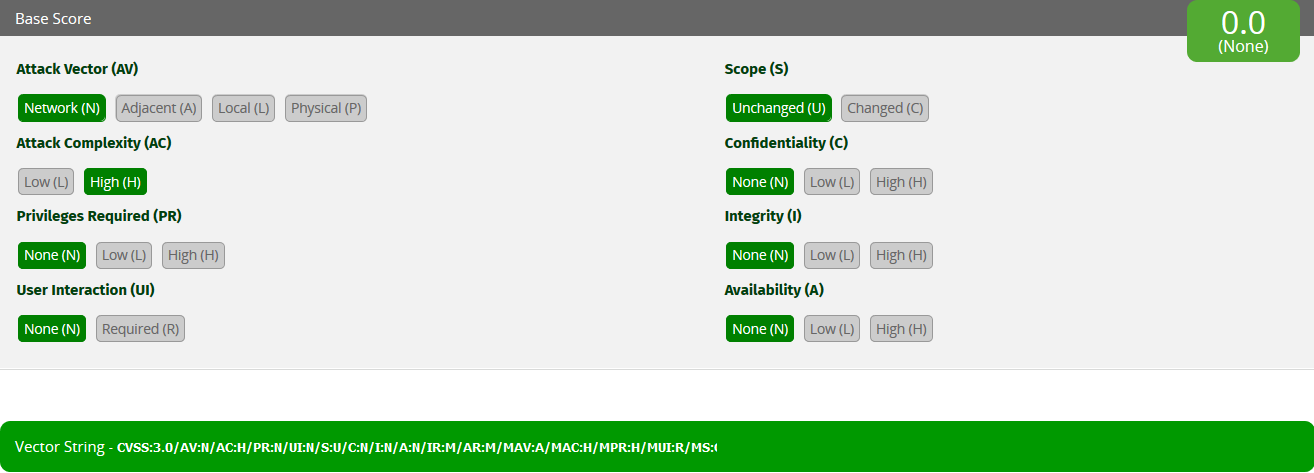 Base Score
0.0
(None)
Attack Vector (AV)
Network (N) Adjacent (A) Local (L) Physical (P)
Attack Complexity (AC)
Low (L) High (H)
Privileges Required (PR)
None (N) Low (L) High (H)
User Interaction (UI)
None (N) Required (R)
Scope (S)
Unchanged (U) Changed (C)
Confidentiality (C)
None (N) Low (L) High (H)
Integrity (I)
None (N) Low (L) High (H)
Availability (A)
None (N) Low (L) High (H)
Vector String - CVSS:3.0/AV:N/AC:H/PR:N/UI:N/S:U/C:N/I:N/A:N/IR:M/AR:M/MAV:A/MAC:H/MPR:H/MUI:R/MS: